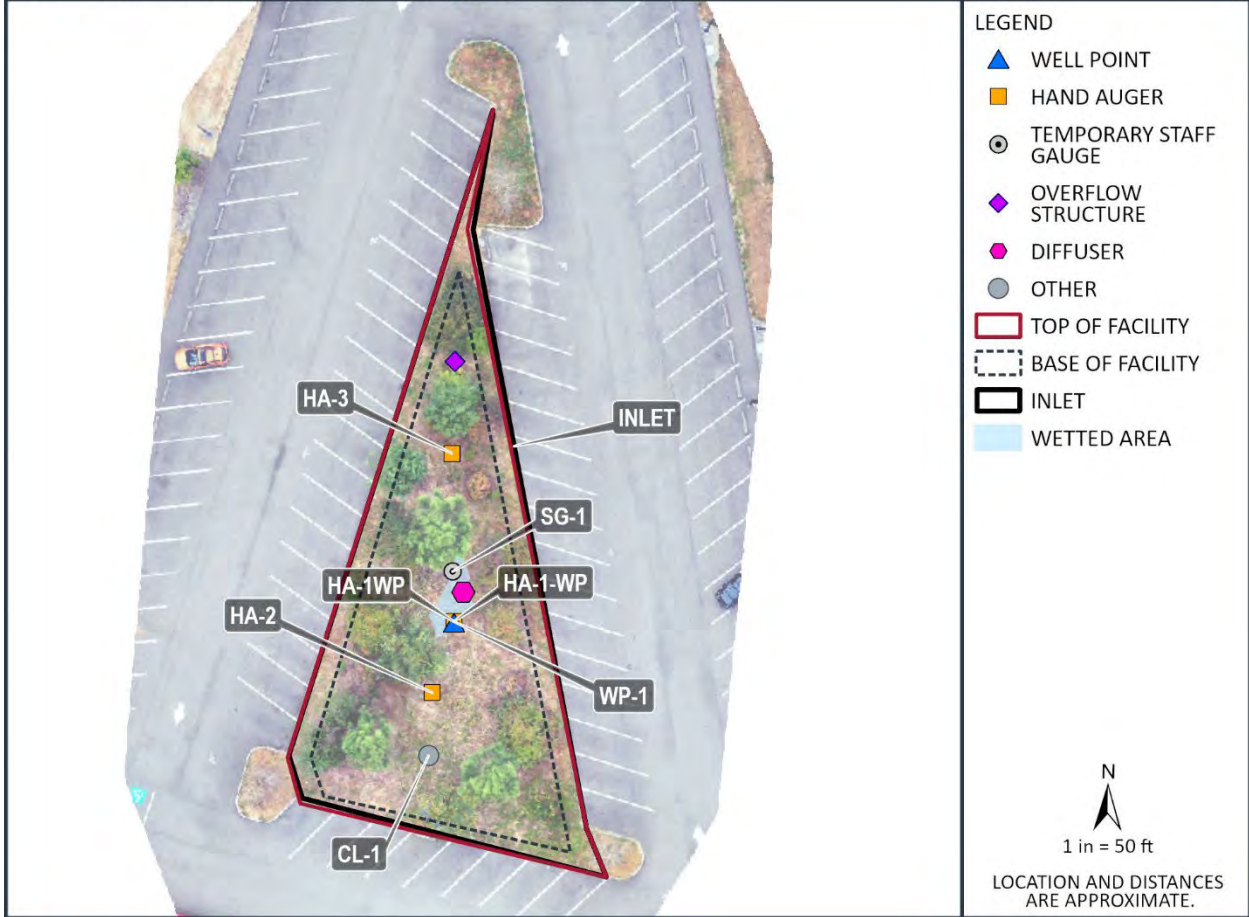 HA-3
INLET
SG-1
HA-1WP
HA-1-WP
HA-2
WP-1
CL-1
LEGEND
WELL POINT
HAND AUGER
TEMPORARY STAFF
GAUGE
OVERFLOW
STRUCTURE
DIFFUSER
OTHER
TOP OF FACILITY
BASE OF FACILITY
INLET
WETTED AREA
N
1 in = 50 ft
LOCATION AND DISTANCES
ARE APPROXIMATE.